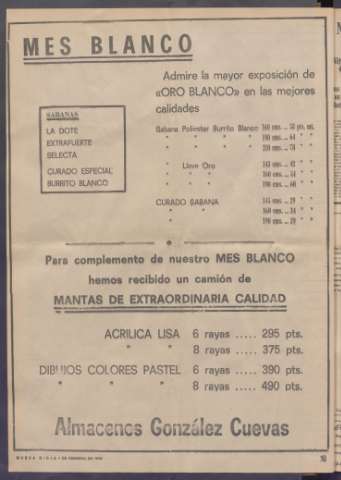 MES BLANCO
Admire la mayor exposición de
«ORO BLANCO» en las mejores
calidades
SABANAS
LA DOTE
EXTRAFUERTE
SELECTA
CURADO ESPECIAL
BURRITO BLANCO
Sabana Poliester Burrito Blanco 160 cms. ..
" " " "
" " " "
" Llave Oro
" " "
" " "
CURADO SABANA
" "
" "
Para complemento de nuestro MES BLANCO
hemos recibido un camión de
MANTAS DE EXTRAORDINARIA CALIDAD
ACRILICA LISA 6 rayas ..... 295 pts.
" " 8 rayas ..... 375 pts.
DIBUJOS COLORES PASTEL 6 rayas ..... 390 pts.
" " " 8 rayas ..... 490 pts.
Almacenes González Cuevas